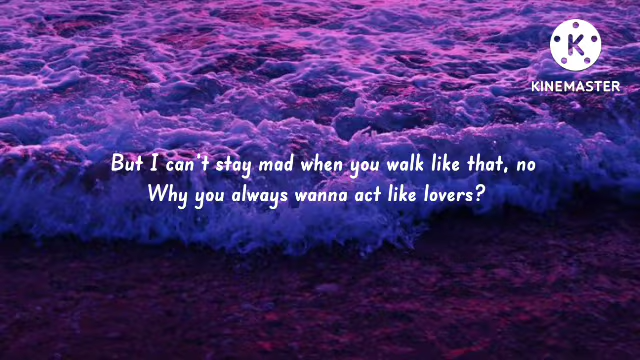 K
KINEMASTER
But I can't stay mad when you walk like that, no
Why you always wanna act like lovers?